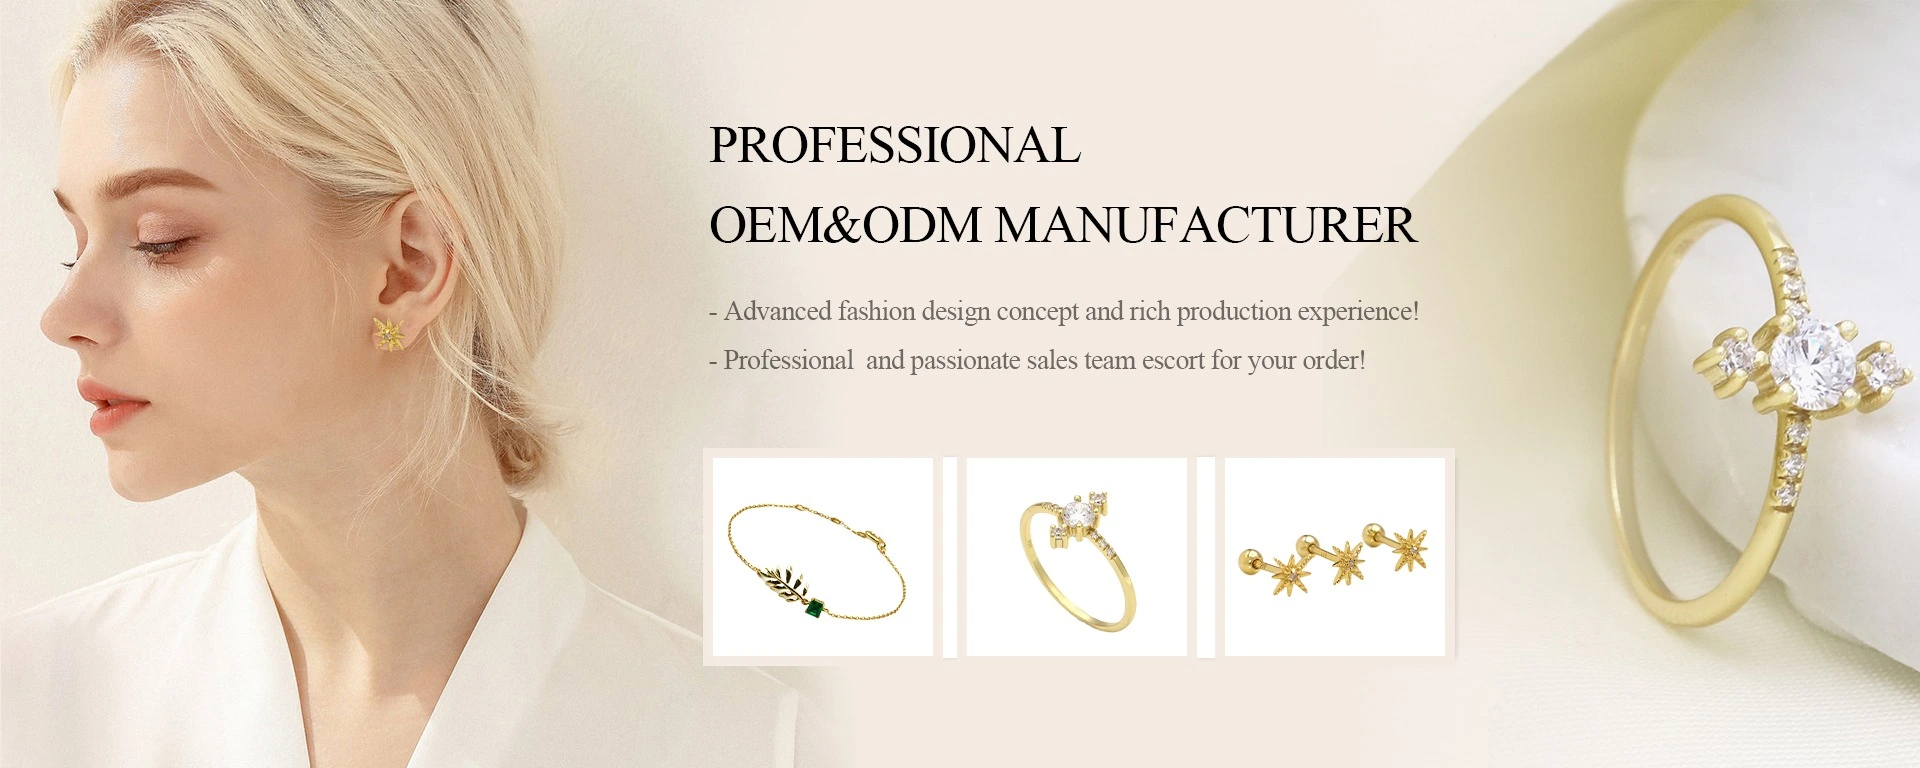 PROFESSIONAL
OEM&ODM MANUFACTURER
- Advanced fashion design concept and rich production experience!
- Professional  and passionate sales team escort for your order!